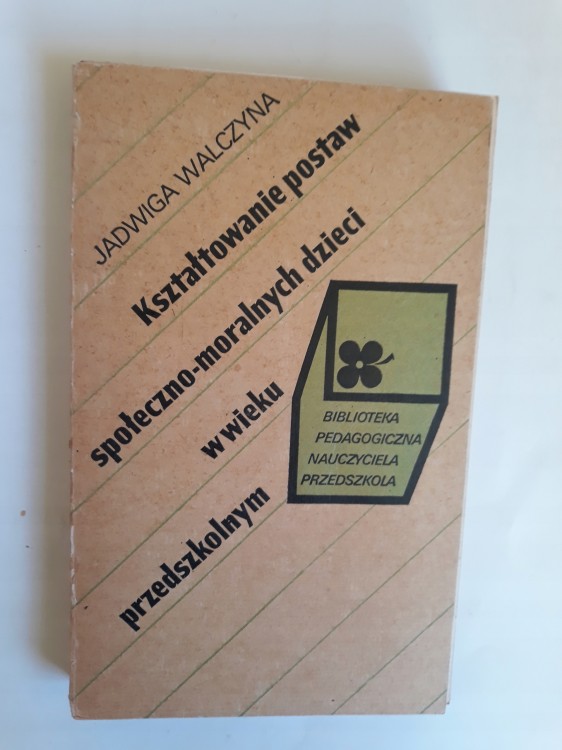 JADWIGA WALCZYNA
Kształtowanie postaw
społeczno-moralnych dzieci
w wieku
przedszkolnym
BIBLIOTEKA
PEDAGOGICZNA
NAUCZYCIELA
PRZEDSZKOLA